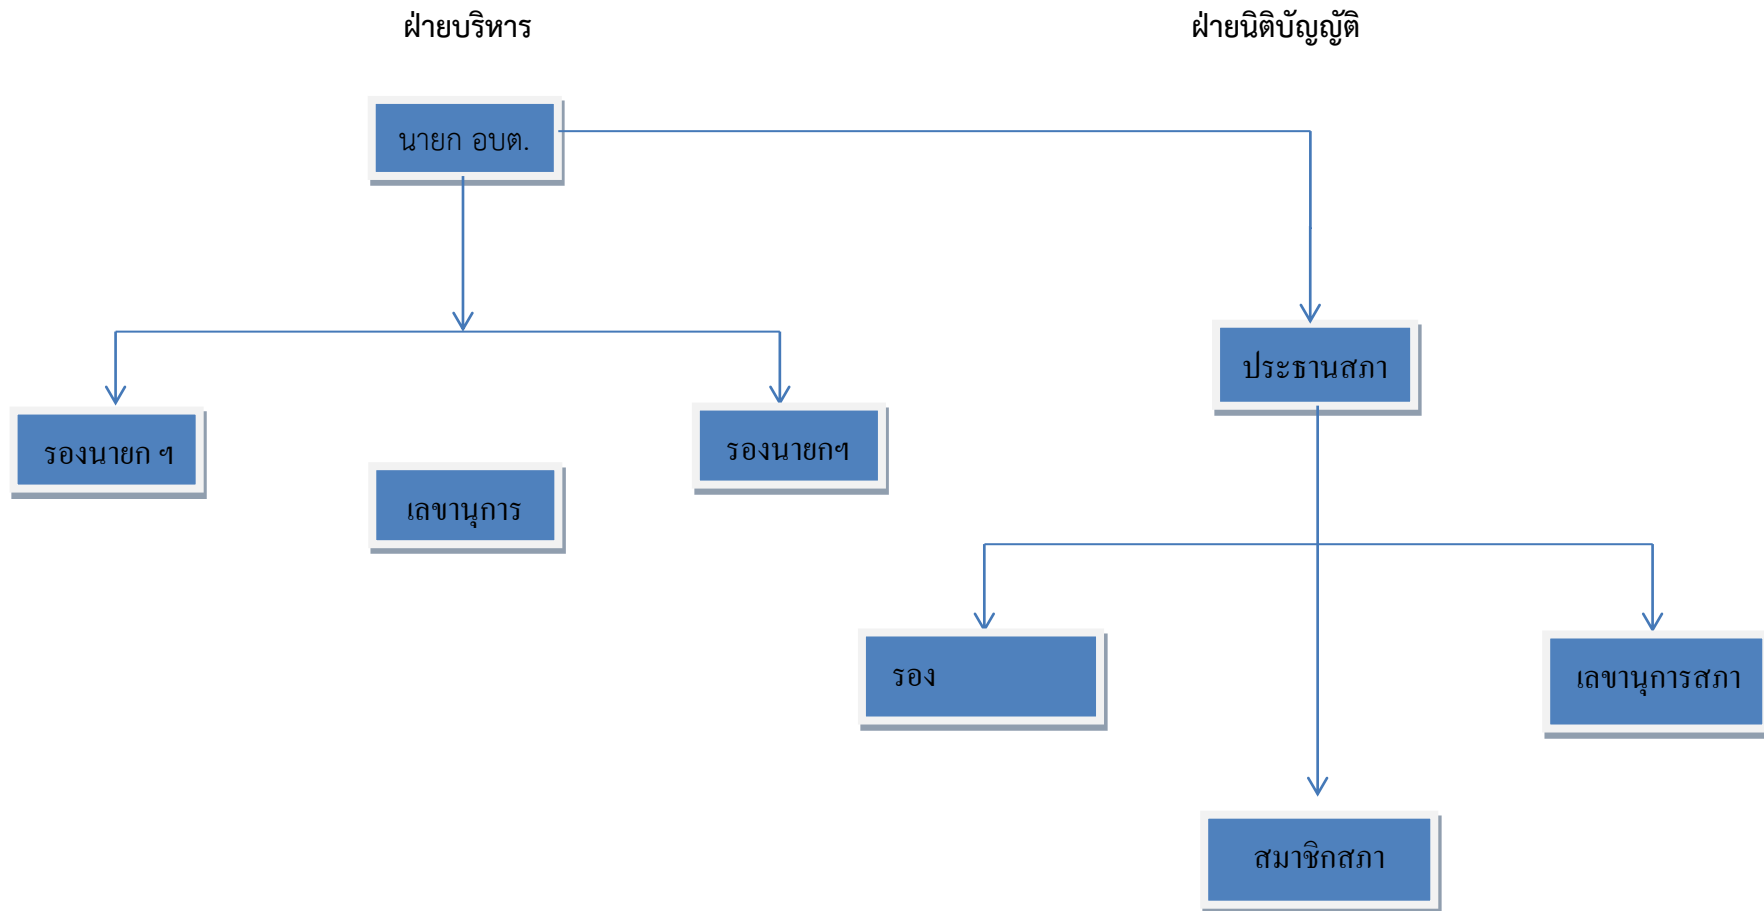 ฝ่ายบริหาร
ฝ่ายนิติบัญญัติ
นายก อบต.
ประธานสภา
รองนายก ฯ
รองนายกฯ
เลขานุการ
รอง
เลขานุการสภา
สมาชิกสภา